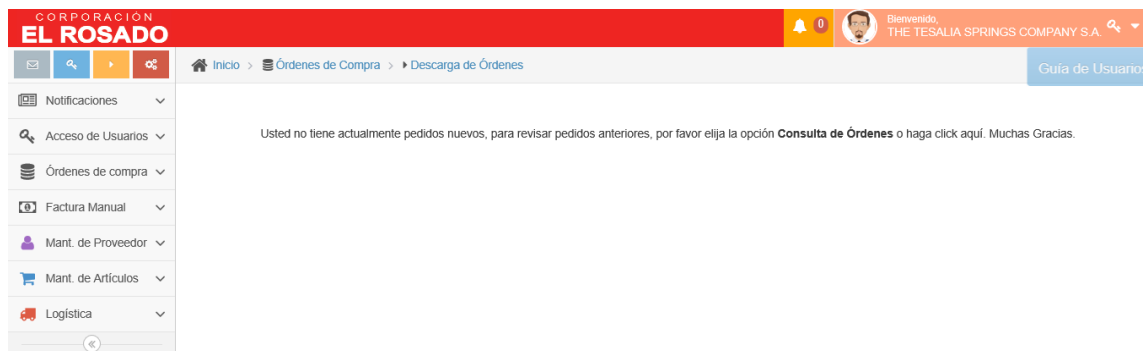 CORPORACIÓN
EL ROSADO
0
Bienvenido,
THE TESALIA SPRINGS COMPANY S.A.
Inicio > Órdenes de Compra > Descarga de Órdenes
Guía de Usuario
Notificaciones
Acceso de Usuarios
Órdenes de compra
Factura Manual
Mant. de Proveedor
Mant. de Artículos
Logística
Usted no tiene actualmente pedidos nuevos, para revisar pedidos anteriores, por favor elija la opción Consulta de Órdenes o haga click aquí. Muchas Gracias.